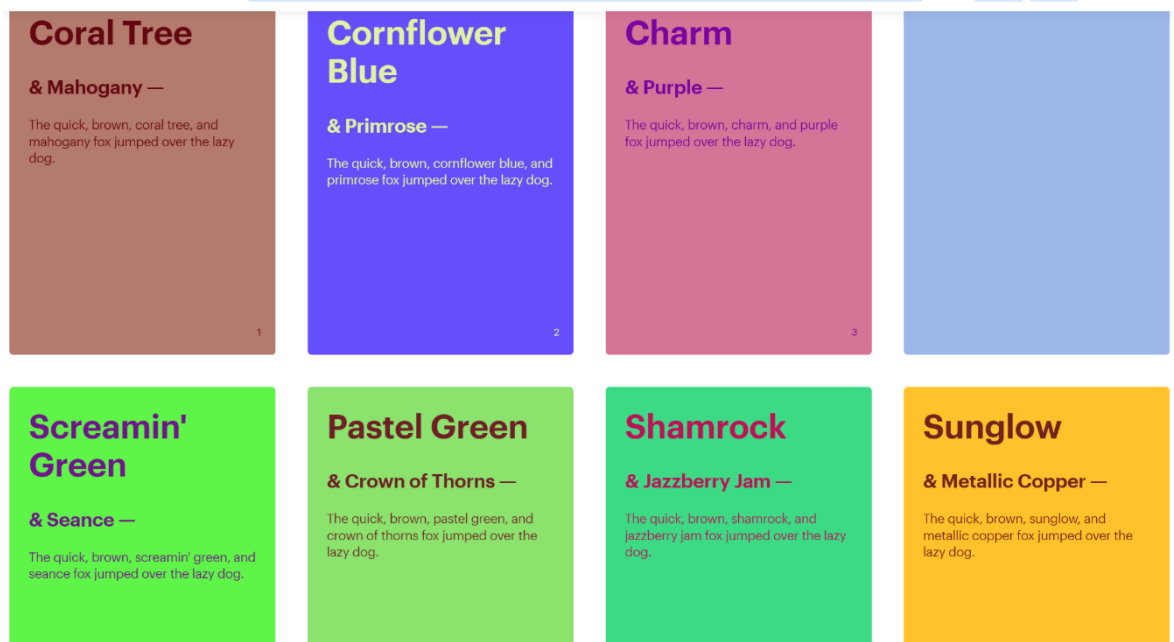 Coral Tree
& Mahogany —
The quick, brown, coral tree, and
mahogany fox jumped over the lazy
dog.
1
Cornflower
Blue
& Primrose —
The quick, brown, cornflower blue, and
primrose fox jumped over the lazy dog.
2
Charm
& Purple —
The quick, brown, charm, and purple
fox jumped over the lazy dog.
3
Screamin'
Green
& Seance —
The quick, brown, screamin' green, and
seance fox jumped over the lazy dog.
Pastel Green
& Crown of Thorns —
The quick, brown, pastel green, and
crown of thorns fox jumped over the
lazy dog.
Shamrock
& Jazzberry Jam —
The quick, brown, shamrock, and
jazzberry jam fox jumped over the lazy
dog.
Sunglow
& Metallic Copper —
The quick, brown, sunglow, and
metallic copper fox jumped over the
lazy dog.